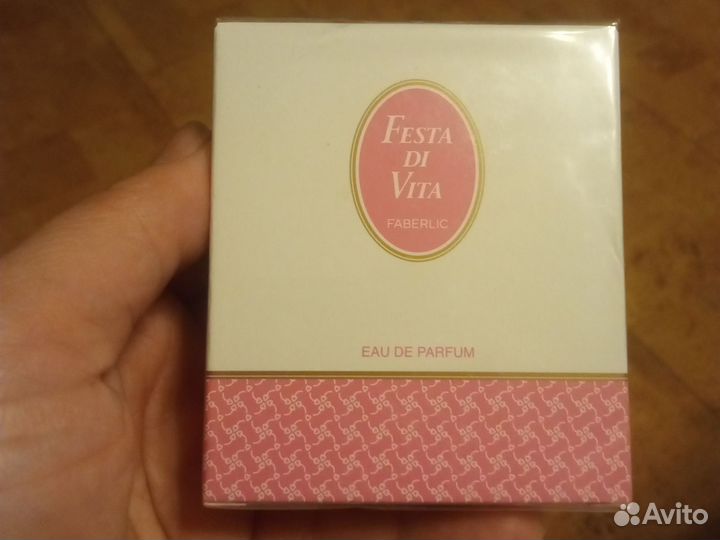 FESTA
DI
VITA
FABERLIC
EAU DE PARFUM
Avito